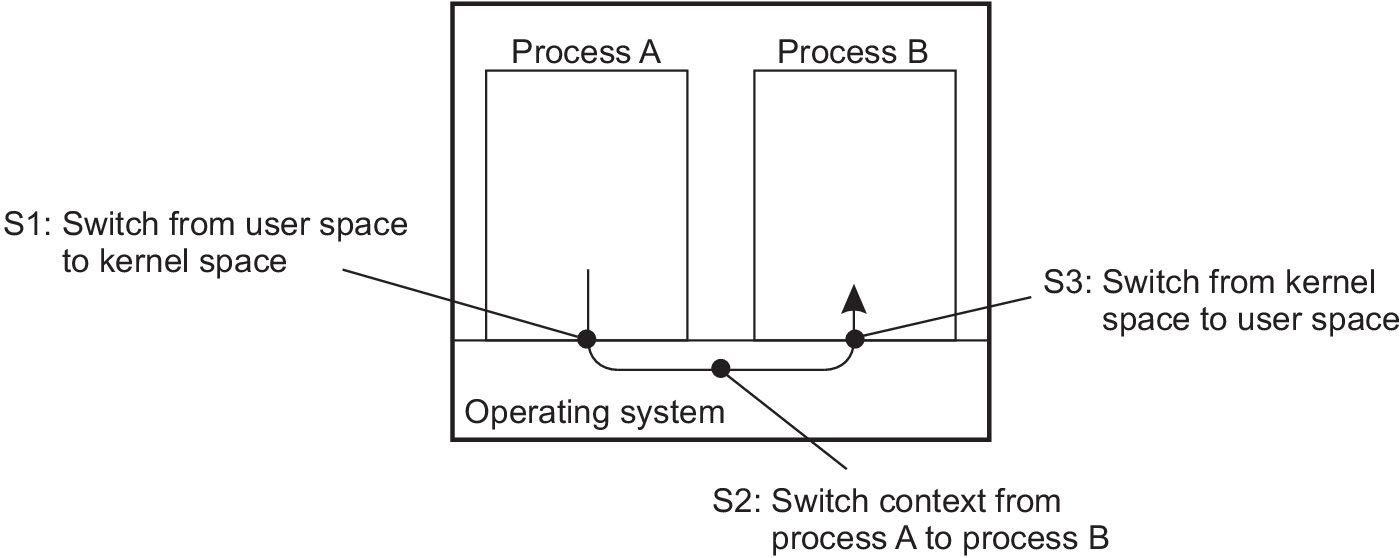 Process A
Process B
S1: Switch from user space
to kernel space
S3: Switch from kernel
space to user space
Operating system
S2: Switch context from
process A to process B